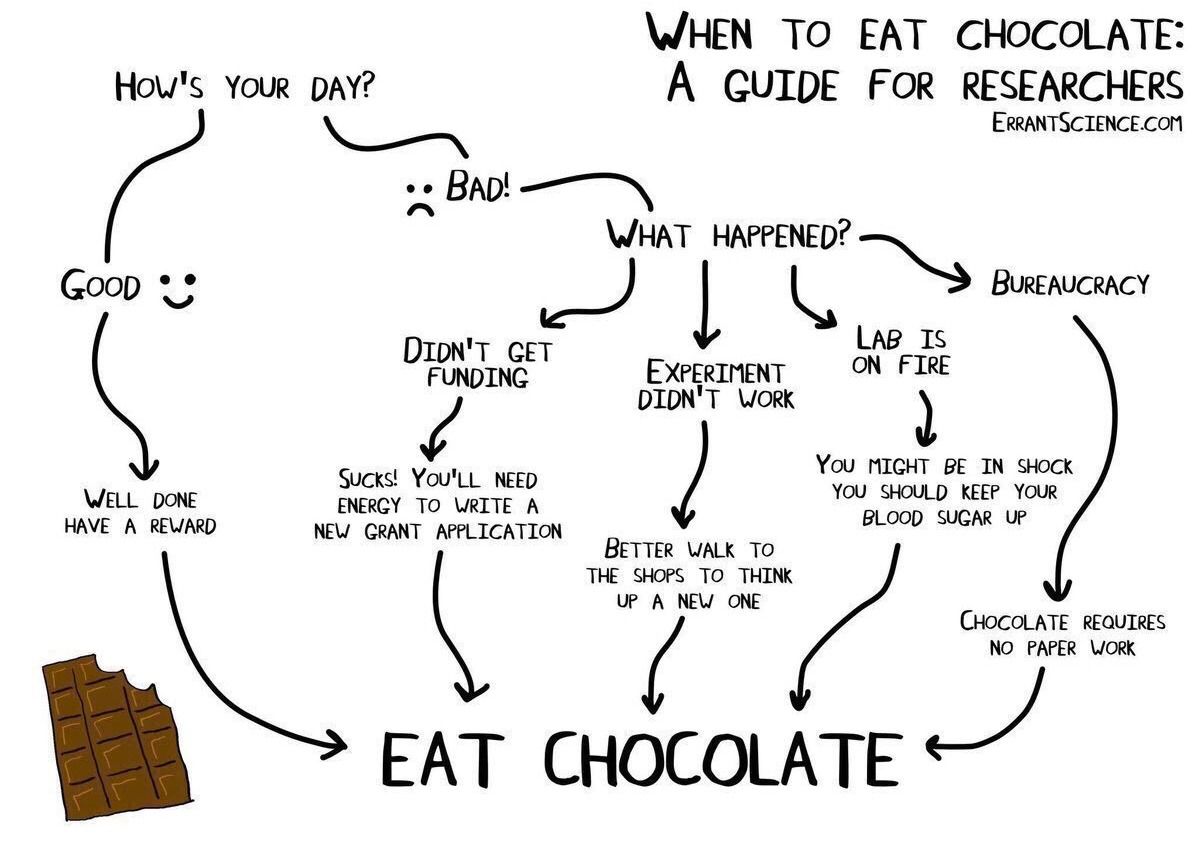 When to eat chocolate:
A guide for researchers
ErrantScience.com
How's your day?
Bad!
What happened?
Good
Bureaucracy
Didn't get
funding
Experiment
didn't work
Lab is
on fire
Well done
have a reward
Sucks! You'll need
energy to write a
new grant application
Better walk to
the shops to think
up a new one
You might be in shock
you should keep your
blood sugar up
Chocolate requires
no paper work
EAT CHOCOLATE